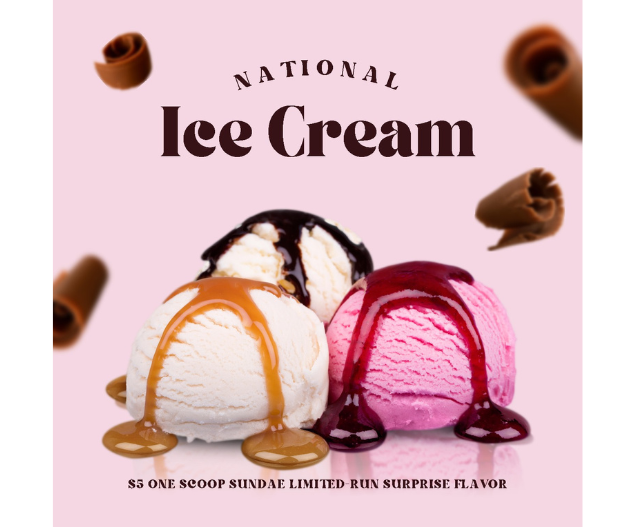 NATIONAL
Ice Cream
$5 ONE SCOOP SUNDAE LIMITED-RUN SURPRISE FLAVOR